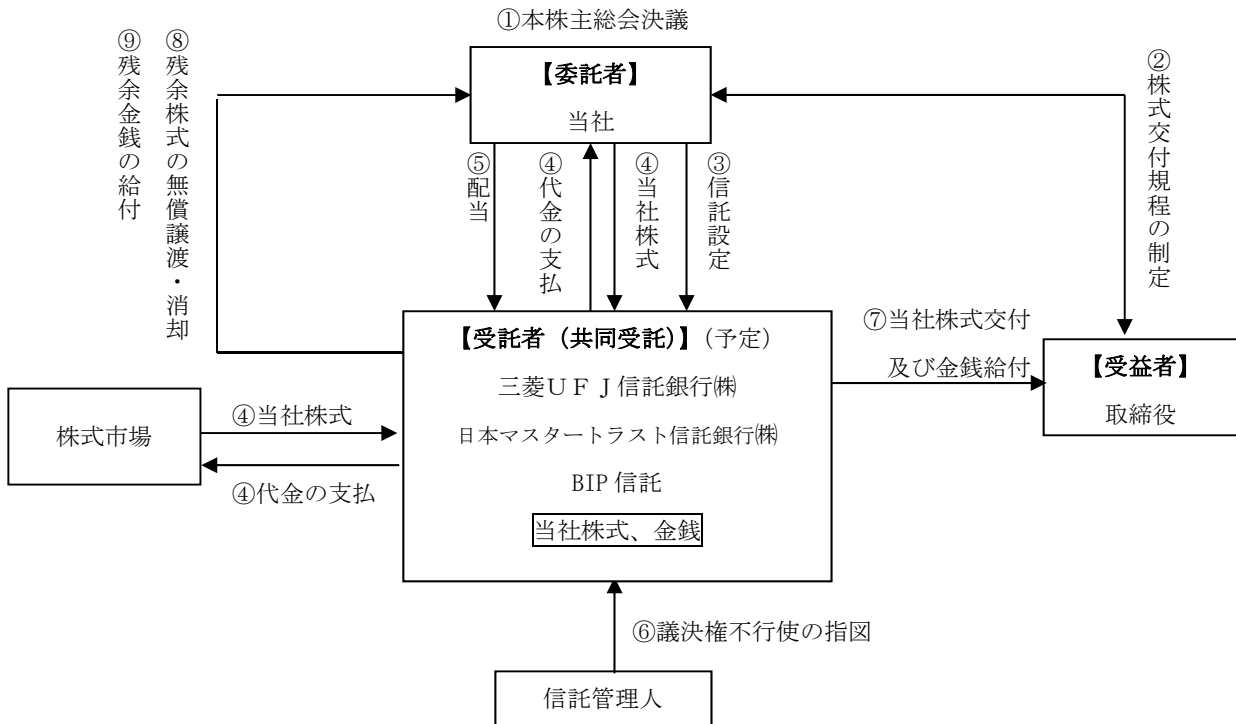 ①本株主総会決議
【委託者】
当社
⑨残余金銭の給付
⑧残余株式の無償譲渡・消却
⑤配当
④代金の支払
④当社株式
③信託設定
②株式交付規程の制定
【受託者（共同受託）】（予定）
三菱ＵＦＪ信託銀行㈱
日本マスタートラスト信託銀行㈱
BIP 信託
当社株式、金銭
⑦当社株式交付
及び金銭給付
【受益者】
取締役
株式市場
④当社株式
④代金の支払
⑥議決権不行使の指図
信託管理人